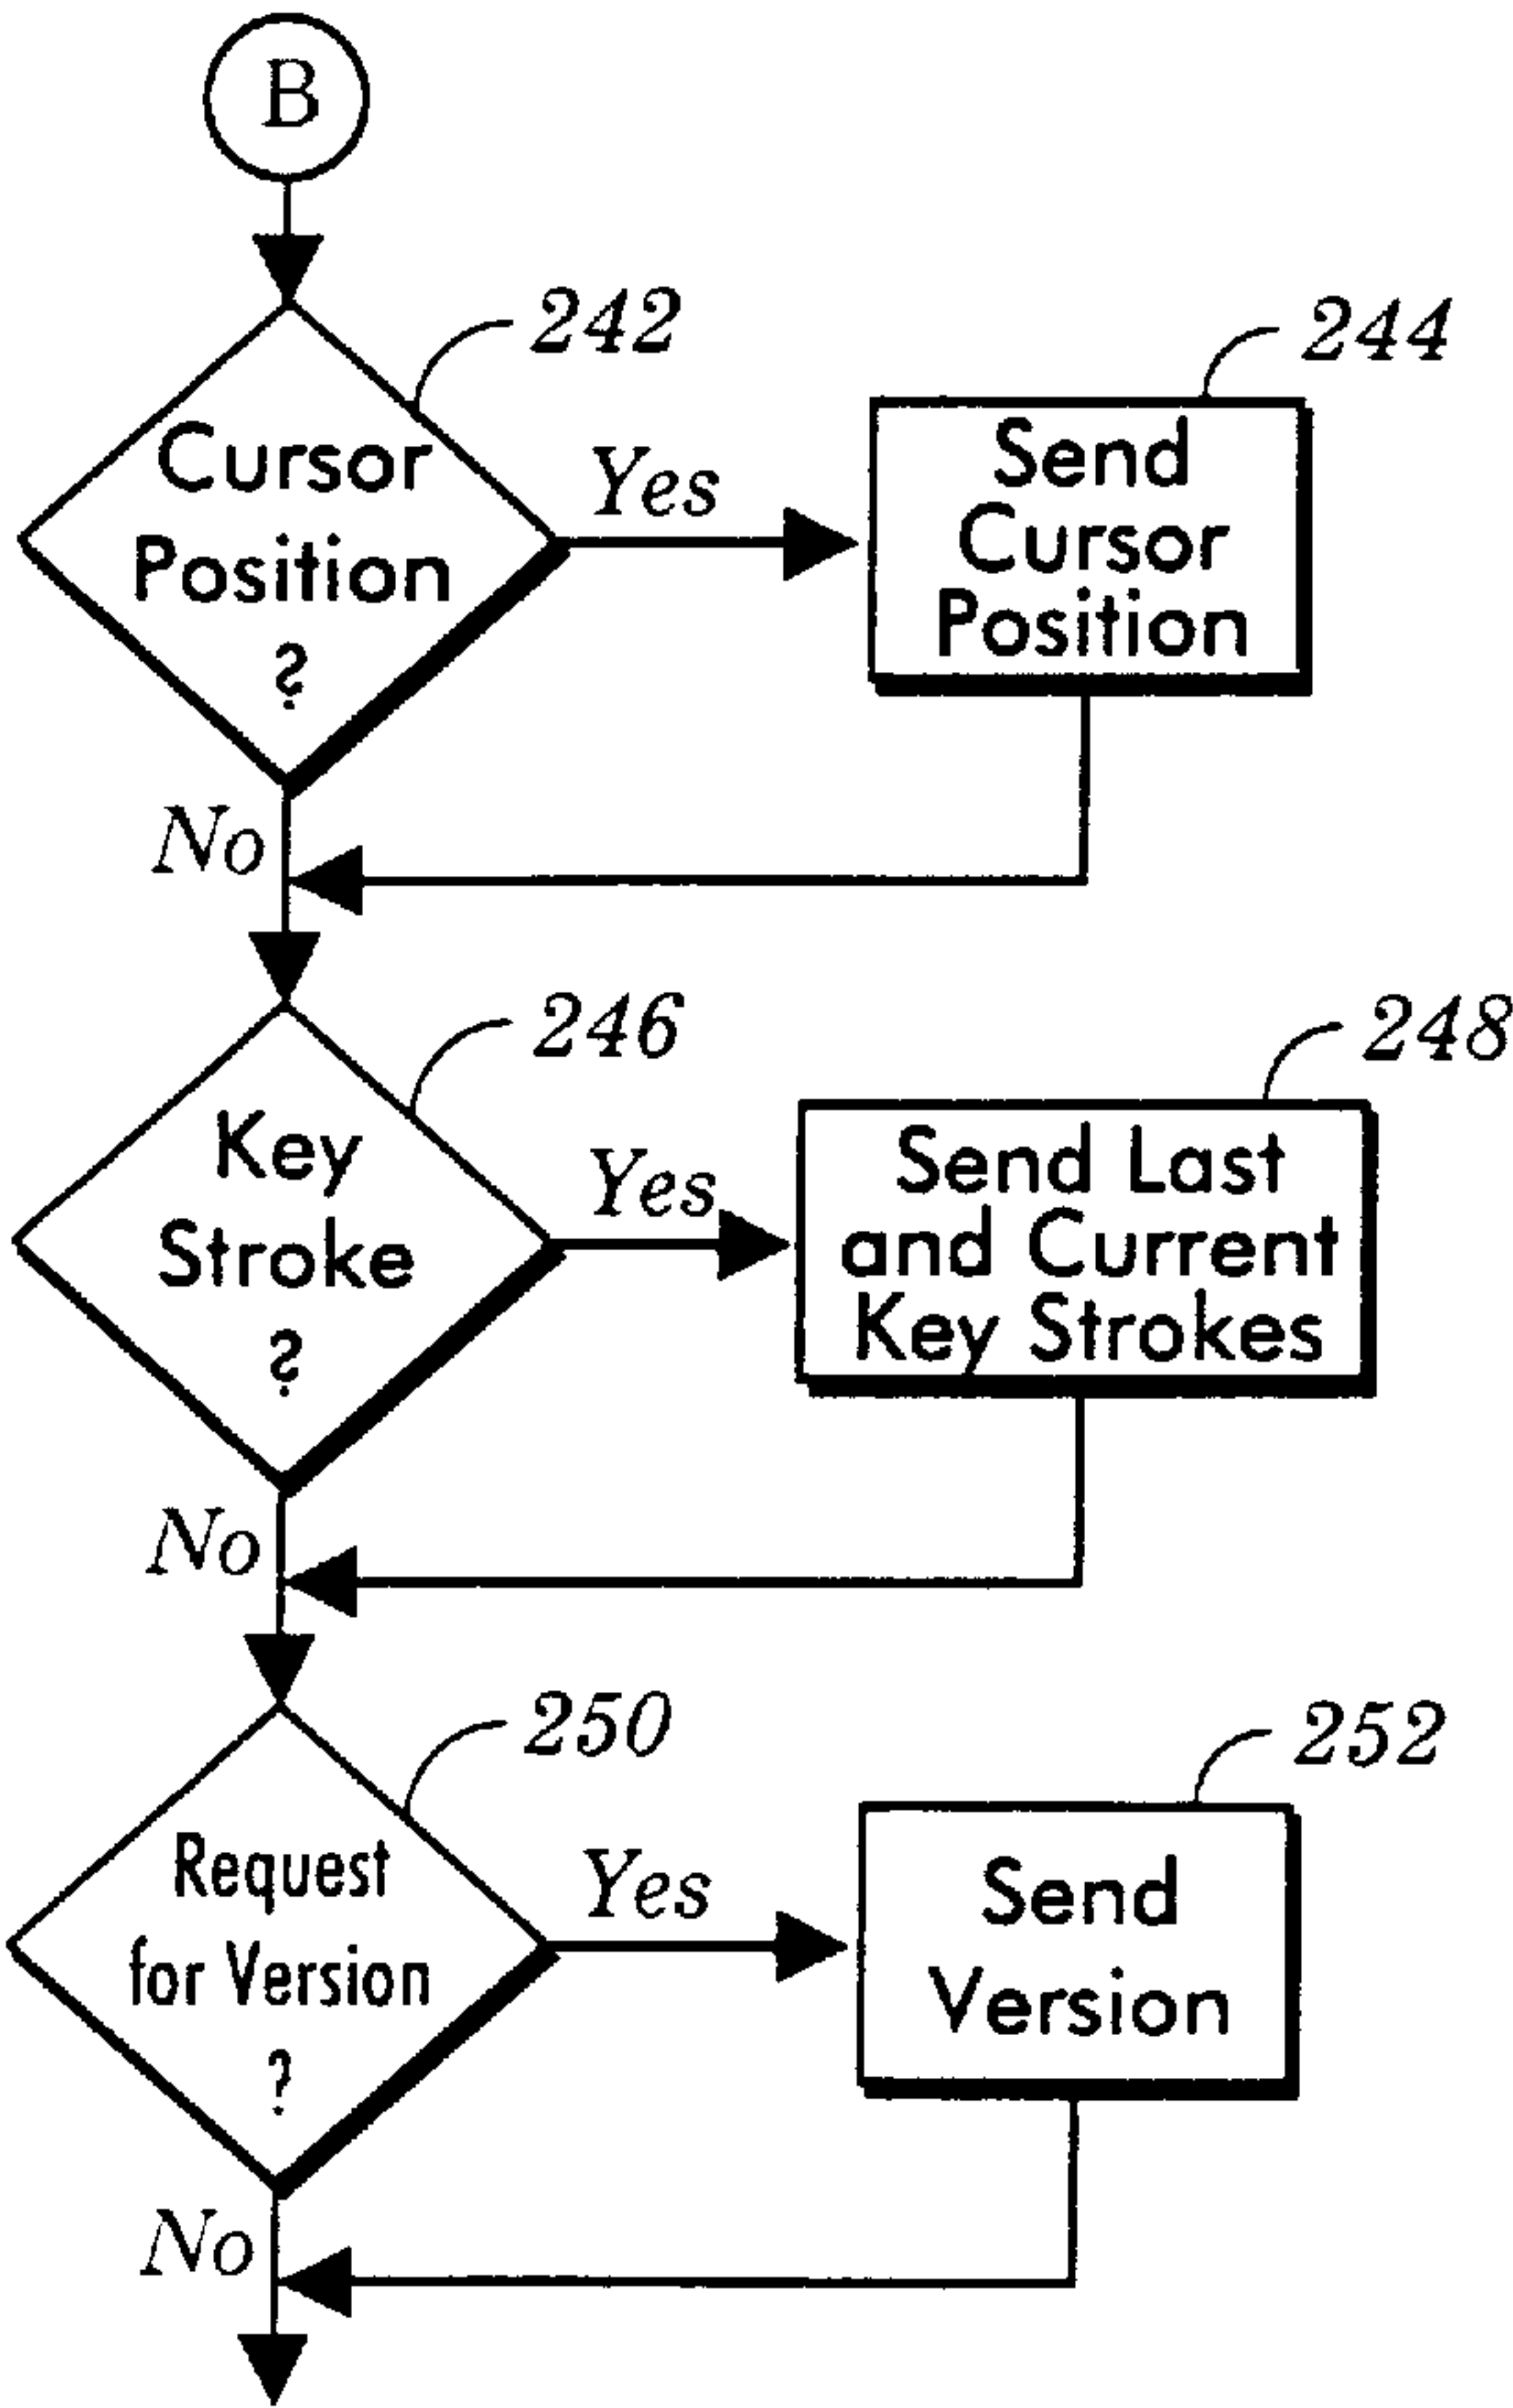 B
242
Cursor
Position
?
Yes
244
Send
Cursor
Position
No
246
Key
Stroke
?
Yes
248
Send Last
and Current
Key Strokes
No
250
Request
for Version
?
Yes
252
Send
Version
No